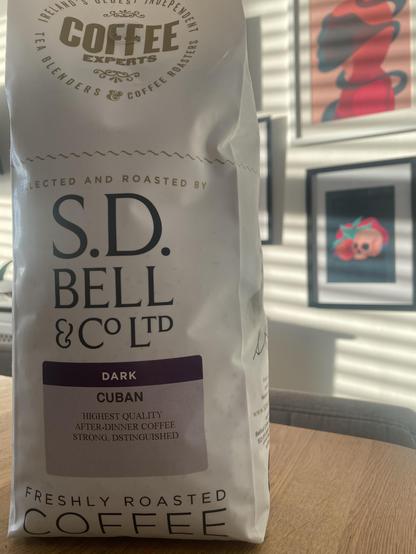 IRELAND'S OLDEST INDEPENDENT
COFFEE
EXPERTS
TEA BLENDERS & COFFEE ROASTERS
SELECTED AND ROASTED BY
S.D.
BELL
& Co LTD
DARK
CUBAN
HIGHEST QUALITY
AFTER-DINNER COFFEE
STRONG, DSTINGUISHED
FRESHLY ROASTED
COFFEE